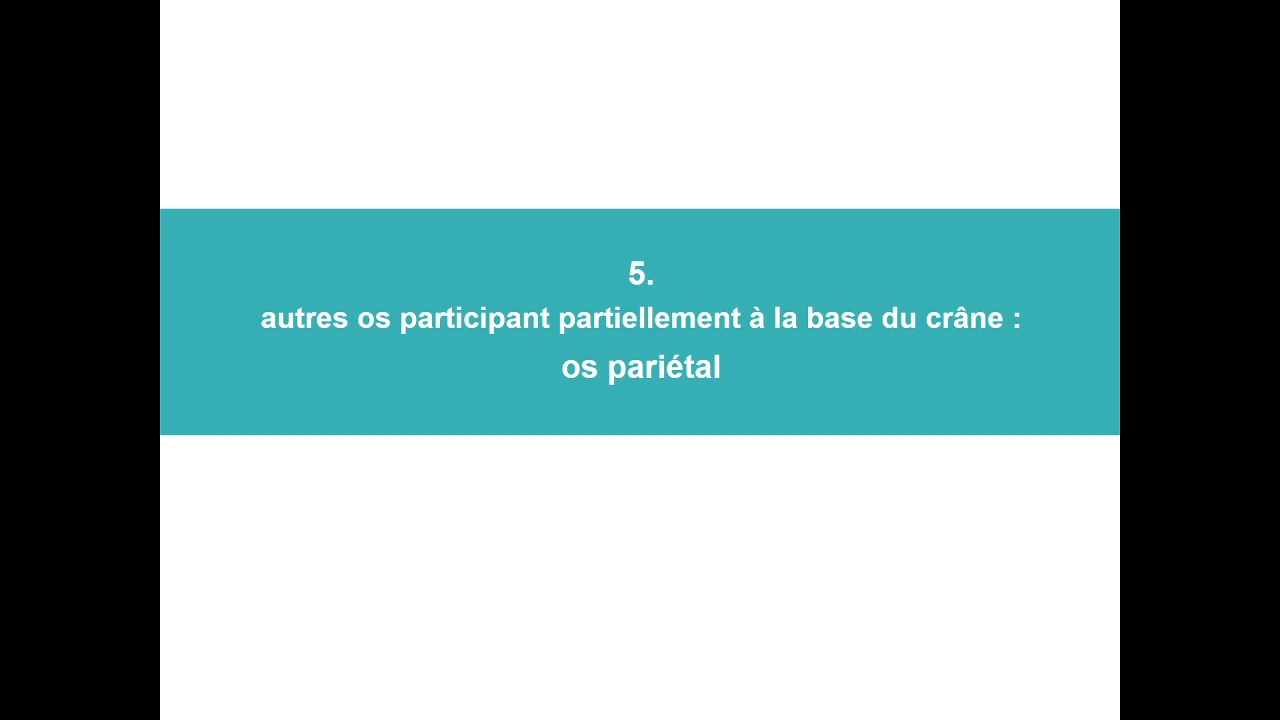 5.
autres os participant partiellement à la base du crâne :
os pariétal